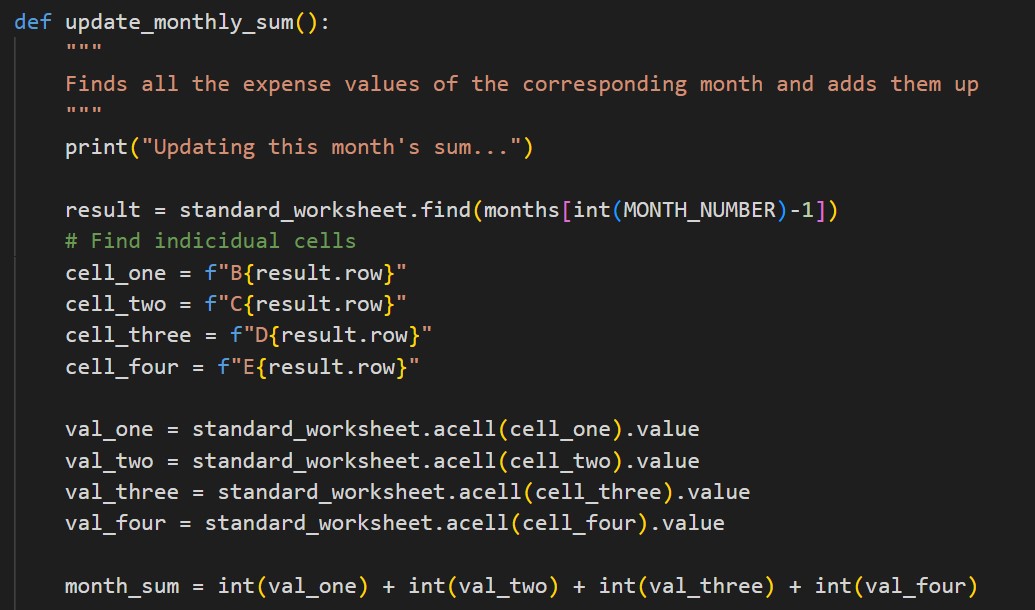 def update_monthly_sum():
    """
    Finds all the expense values of the corresponding month and adds them up
    """
    print("Updating this month's sum...")

    result = standard_worksheet.find(months[int(MONTH_NUMBER)-1])
    # Find indicidual cells
    cell_one = f"B{result.row}"
    cell_two = f"C{result.row}"
    cell_three = f"D{result.row}"
    cell_four = f"E{result.row}"

    val_one = standard_worksheet.acell(cell_one).value
    val_two = standard_worksheet.acell(cell_two).value
    val_three = standard_worksheet.acell(cell_three).value
    val_four = standard_worksheet.acell(cell_four).value

    month_sum = int(val_one) + int(val_two) + int(val_three) + int(val_four)